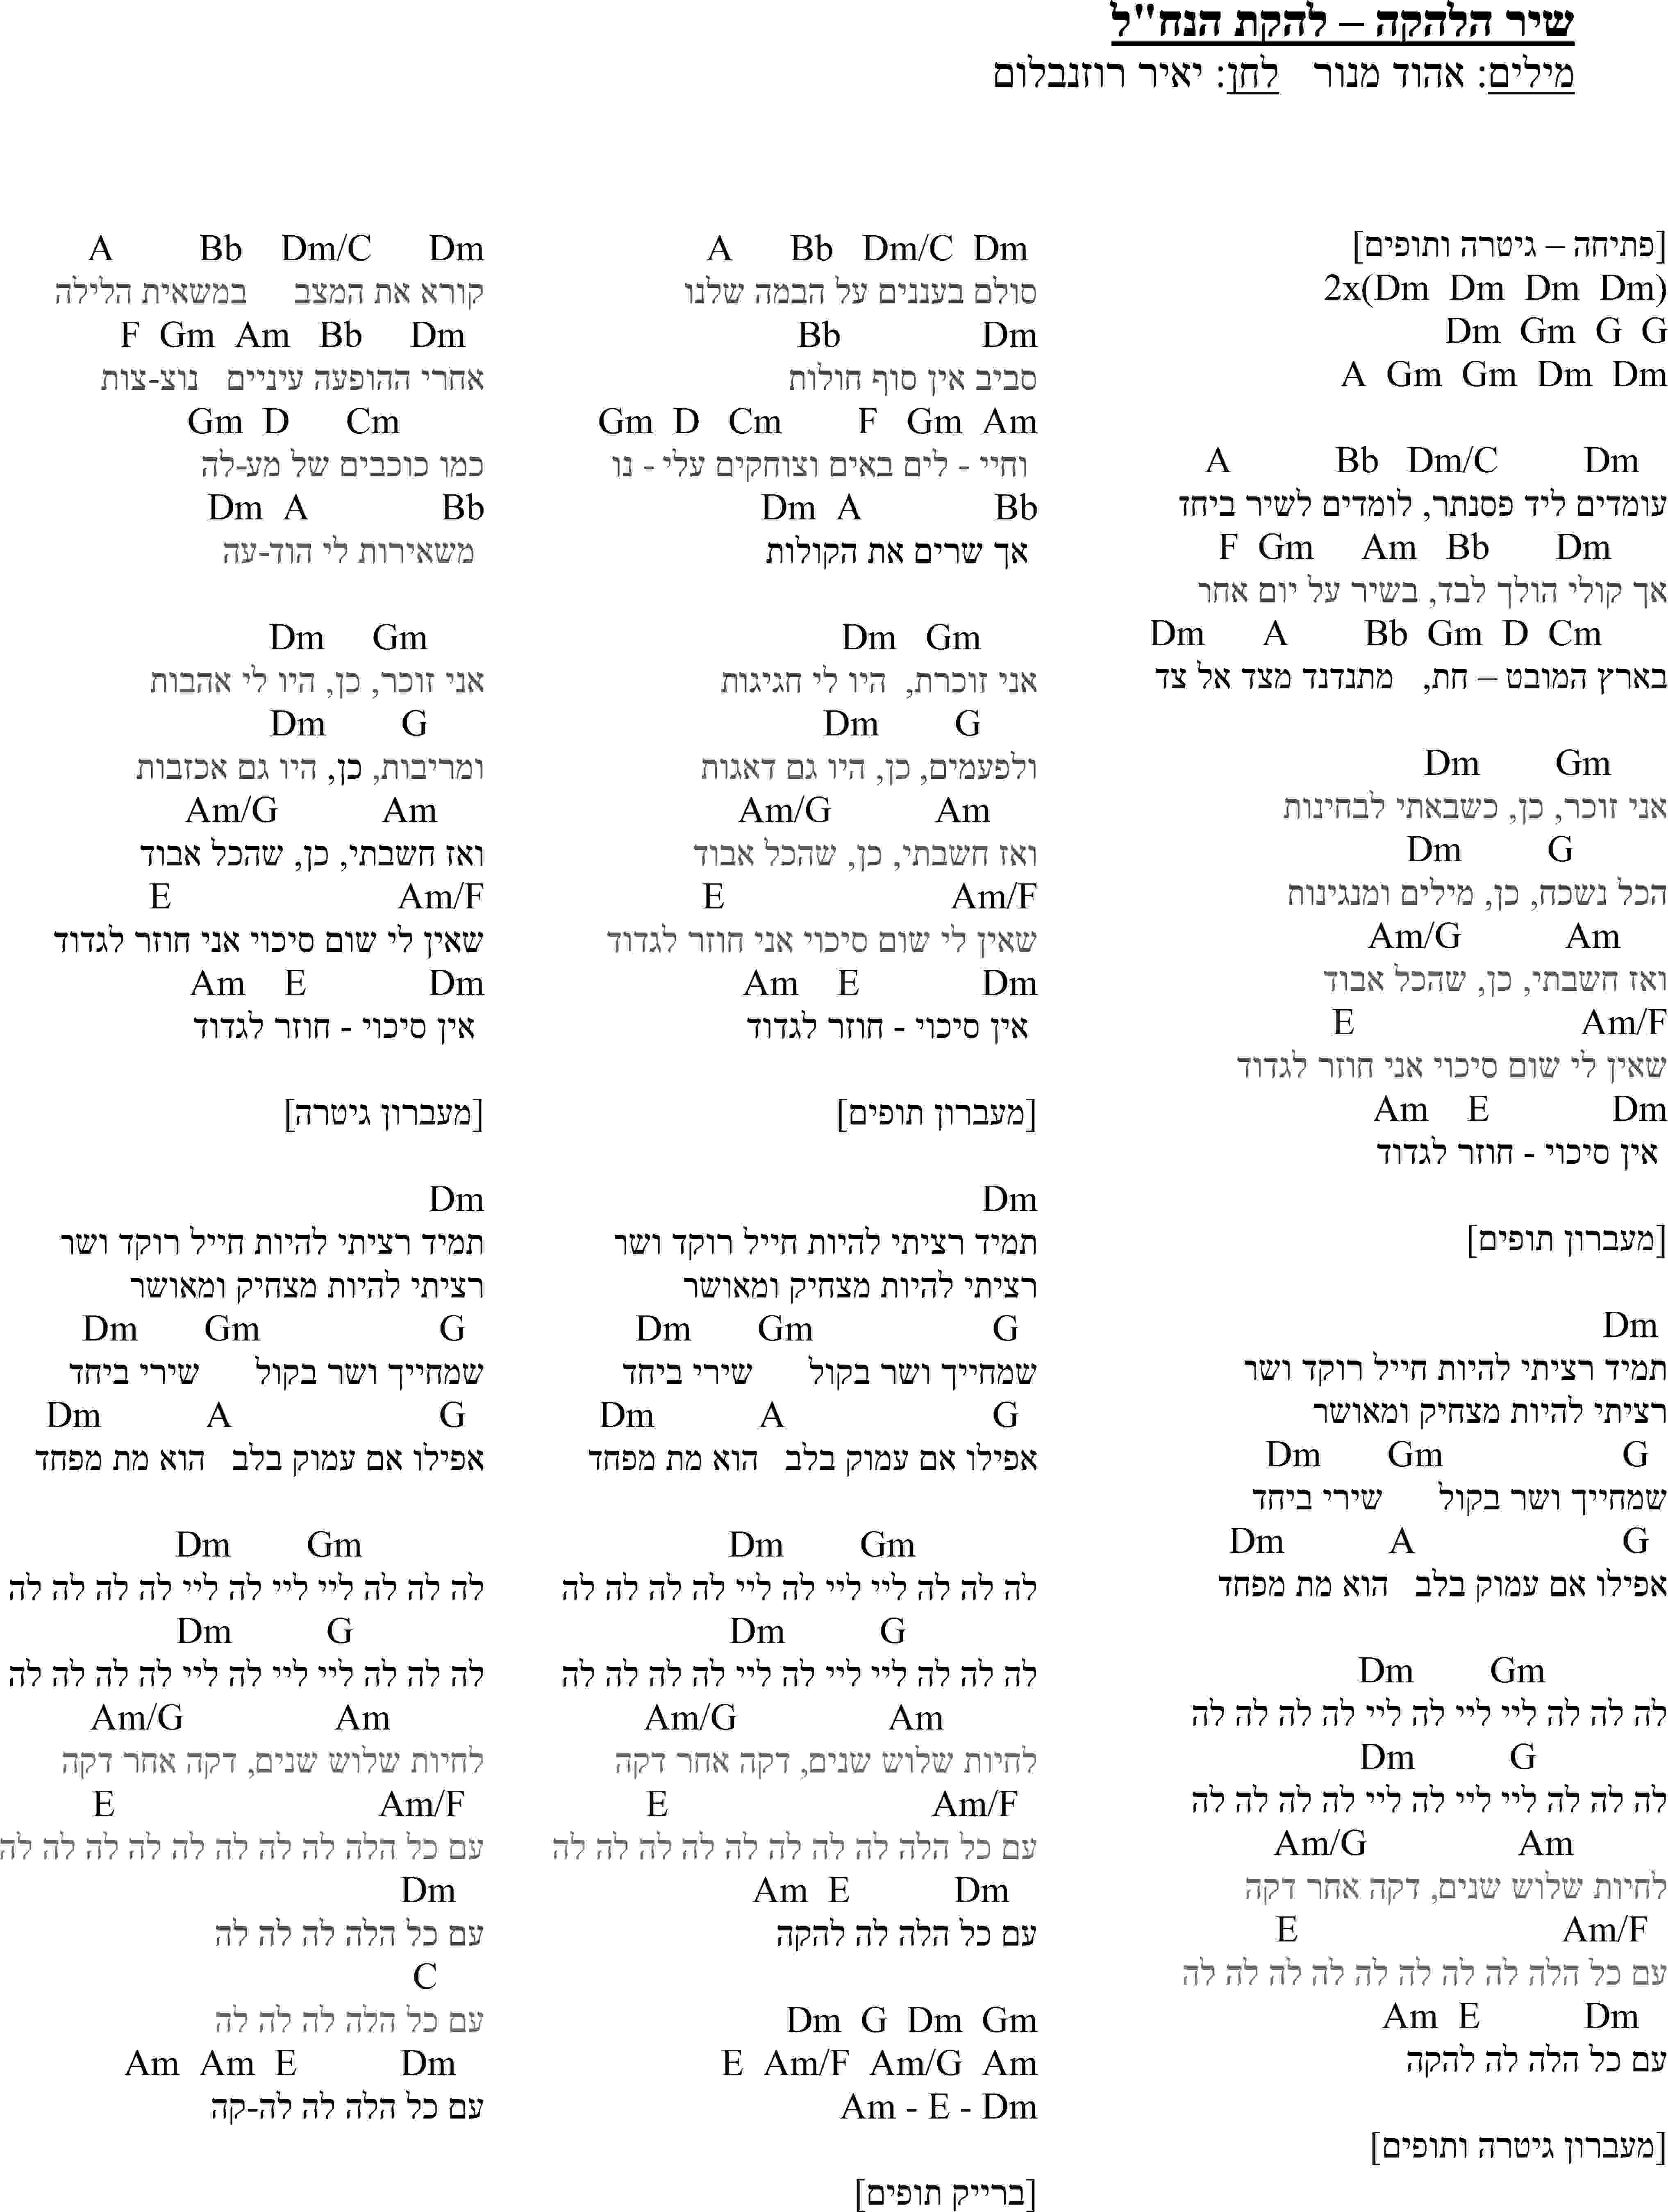 שיר הלהקה – להקת הנח"ל
מילים: אהוד מנור   לחן: יאיר רוזנבלום
[פתיחה – גיטרה ותופים]
2x(Dm Dm Dm Dm)
Dm Gm G G
A Gm Gm Dm Dm
A Bb Dm/C Dm
עומדים ליד פסנתר, לומדים לשיר ביחד
F Gm Am Bb Dm
אך קולי הולך לבד, בשיר על יום אחר
Dm A Bb Gm D Cm
בארץ המובט – חת,   מתנדנד מצד אל צד
Dm Gm
אני זוכר, כן, כשבאתי לבחינות
Dm G
הכל נשכח, כן, מילים ומנגינות
Am/G Am
ואז חשבתי, כן, שהכל אבוד
E Am/F
שאין לי שום סיכוי אני חוזר לגדוד
Am E Dm
אין סיכוי - חוזר לגדוד
[מעברון תופים]
Dm
תמיד רציתי להיות חייל רוקד ושר
רציתי להיות מצחיק ומאושר
Dm Gm G
שמחייך ושר בקול   שירי ביחד
Dm A G
אפילו אם עמוק בלב   הוא מת מפחד
Dm Gm
לה לה לה ליי ליי לה ליי לה לה לה לה
Dm G
לה לה לה ליי ליי לה ליי לה לה לה לה
Am/G Am
לחיות שלוש שנים, דקה אחר דקה
E Am/F
עם כל הלה לה לה לה לה לה לה לה לה
Am E Dm
עם כל הלה לה להקה
[מעברון גיטרה ותופים]
A Bb Dm/C Dm
סולם בעננים על הבמה שלנו
Bb Dm
סביב אין סוף חולות
Gm D Cm F Gm Am
וחיי - לים באים וצוחקים עלי - נו
Dm A Bb
אך שרים את הקולות
Dm Gm
אני זוכרת,  היו לי חגיגות
Dm G
ולפעמים, כן, היו גם דאגות
Am/G Am
ואז חשבתי, כן, שהכל אבוד
E Am/F
שאין לי שום סיכוי אני חוזר לגדוד
Am E Dm
אין סיכוי - חוזר לגדוד
[מעברון תופים]
Dm
תמיד רציתי להיות חייל רוקד ושר
רציתי להיות מצחיק ומאושר
Dm Gm G
שמחייך ושר בקול   שירי ביחד
Dm A G
אפילו אם עמוק בלב   הוא מת מפחד
Dm Gm
לה לה לה ליי ליי לה ליי לה לה לה לה
Dm G
לה לה לה ליי ליי לה ליי לה לה לה לה
Am/G Am
לחיות שלוש שנים, דקה אחר דקה
E Am/F
עם כל הלה לה לה לה לה לה לה לה לה
Am E Dm
עם כל הלה לה להקה
Dm G Dm Gm
E Am/F Am/G Am
Am - E - Dm
[ברייק תופים]
A Bb Dm/C Dm
קורא את המצב   במשאית הלילה
F Gm Am Bb Dm
אחרי ההופעה עיניים   נוצ-צות
Gm D Cm
כמו כוכבים של מע-לה
Dm A Bb
משאירות לי הוד-עה
Dm Gm
אני זוכר, כן, היו לי אהבות
Dm G
ומריבות, כן, היו גם אכזבות
Am/G Am
ואז חשבתי, כן, שהכל אבוד
E Am/F
שאין לי שום סיכוי אני חוזר לגדוד
Am E Dm
אין סיכוי - חוזר לגדוד
[מעברון גיטרה]
Dm
תמיד רציתי להיות חייל רוקד ושר
רציתי להיות מצחיק ומאושר
Dm Gm G
שמחייך ושר בקול   שירי ביחד
Dm A G
אפילו אם עמוק בלב   הוא מת מפחד
Dm Gm
לה לה לה ליי ליי לה ליי לה לה לה לה
Dm G
לה לה לה ליי ליי לה ליי לה לה לה לה
Am/G Am
לחיות שלוש שנים, דקה אחר דקה
E Am/F
עם כל הלה לה לה לה לה לה לה לה לה
Dm
עם כל הלה לה לה לה
C
עם כל הלה לה לה לה
Am Am E Dm
עם כל הלה לה לה-קה